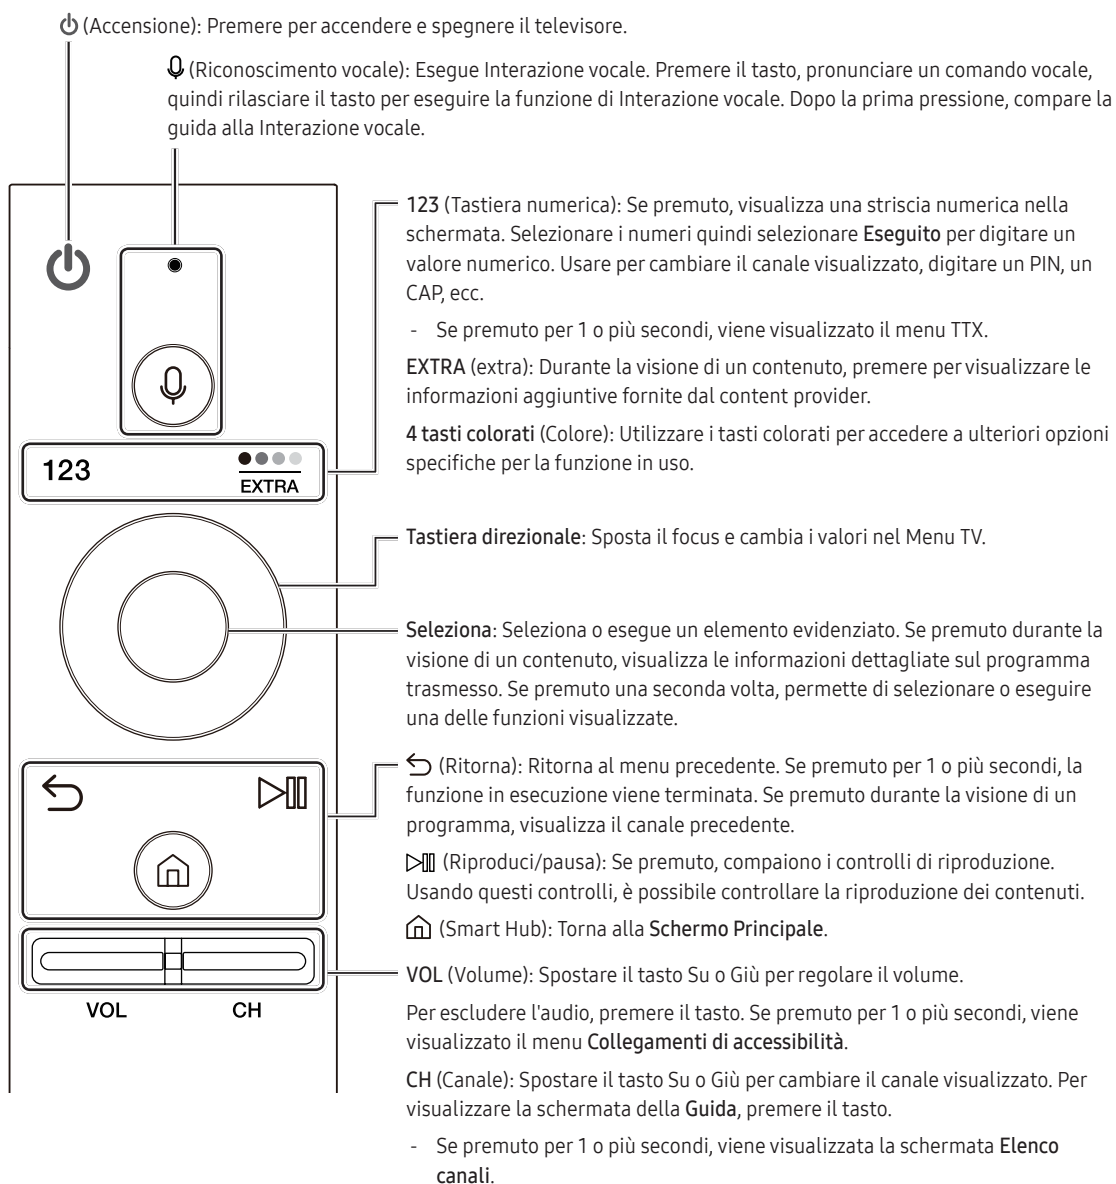 (Accensione): Premere per accendere e spegnere il televisore.
(Riconoscimento vocale): Esegue Interazione vocale. Premere il tasto, pronunciare un comando vocale,
quindi rilasciare il tasto per eseguire la funzione di Interazione vocale. Dopo la prima pressione, compare la
guida alla Interazione vocale.
123 (Tastiera numerica): Se premuto, visualizza una striscia numerica nella
schermata. Selezionare i numeri quindi selezionare Eseguito per digitare un
valore numerico. Usare per cambiare il canale visualizzato, digitare un PIN, un
CAP, ecc.
- Se premuto per 1 o più secondi, viene visualizzato il menu TTX.
EXTRA (extra): Durante la visione di un contenuto, premere per visualizzare le
informazioni aggiuntive fornite dal content provider.
4 tasti colorati (Colore): Utilizzare i tasti colorati per accedere a ulteriori opzioni
specifiche per la funzione in uso.
123
EXTRA
Tastiera direzionale: Sposta il focus e cambia i valori nel Menu TV.
Seleziona: Seleziona o esegue un elemento evidenziato. Se premuto durante la
visione di un contenuto, visualizza le informazioni dettagliate sul programma
trasmesso. Se premuto una seconda volta, permette di selezionare o eseguire
una delle funzioni visualizzate.
(Ritorna): Ritorna al menu precedente. Se premuto per 1 o più secondi, la
funzione in esecuzione viene terminata. Se premuto durante la visione di un
programma, visualizza il canale precedente.
(Riproduci/pausa): Se premuto, compaiono i controlli di riproduzione.
Usando questi controlli, è possibile controllare la riproduzione dei contenuti.
(Smart Hub): Torna alla Schermo Principale.
VOL (Volume): Spostare il tasto Su o Giù per regolare il volume.
Per escludere l'audio, premere il tasto. Se premuto per 1 o più secondi, viene
visualizzato il menu Collegamenti di accessibilità.
VOL
CH
CH (Canale): Spostare il tasto Su o Giù per cambiare il canale visualizzato. Per
visualizzare la schermata della Guida, premere il tasto.
- Se premuto per 1 o più secondi, viene visualizzata la schermata Elenco
canali.